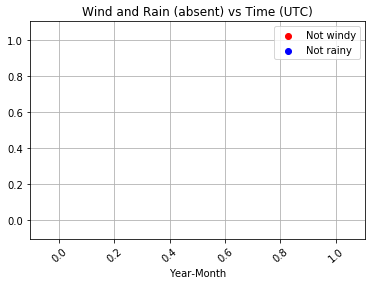 Wind and Rain (absent) vs Time (UTC)
Not windy
Not rainy
1.0
0.8
0.6
0.4
0.2
0.0
0.0 0.2 0.4 0.6 0.8 1.0
Year-Month